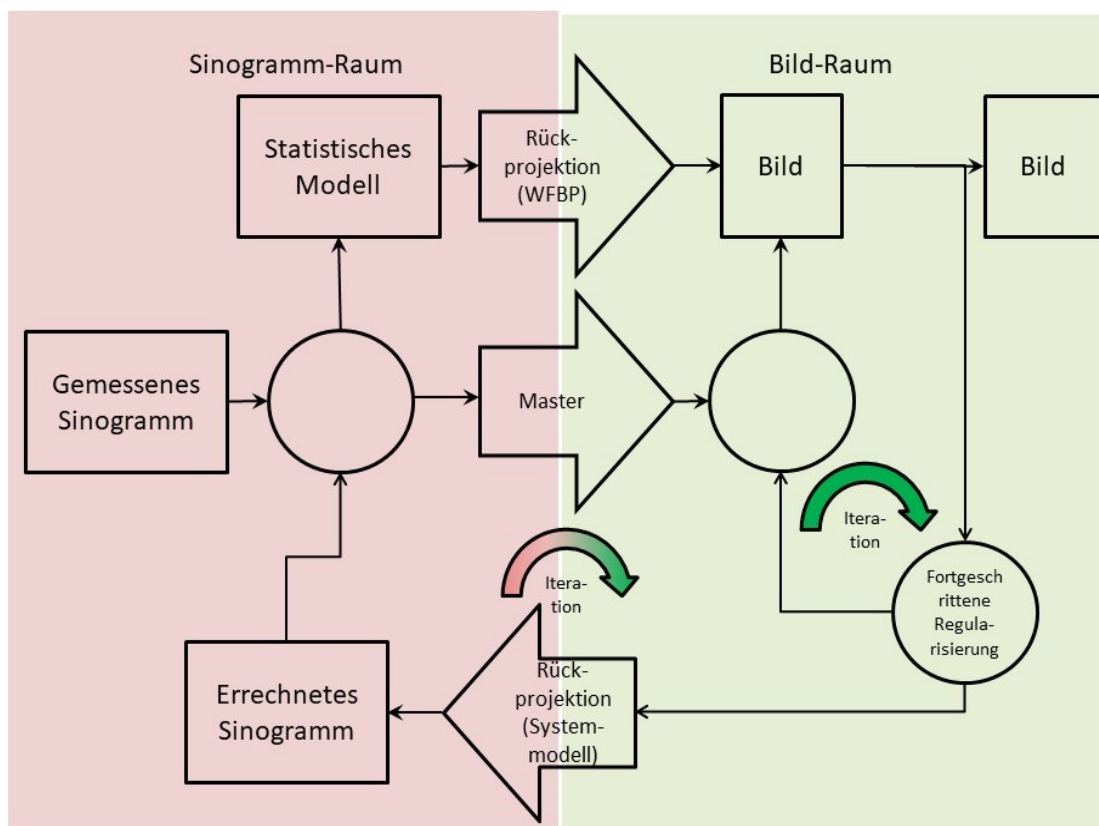 Sinogramm-Raum
Bild-Raum
Statistisches
Modell
Rück-
projektion
(WFBP)
Bild
Bild
Gemessenes
Sinogramm
Master
Itera-
tion
Itera-
tion
Fortgesch
rittene
Regula-
risierung
Errechnetes
Sinogramm
Rück-
projektion
(System-
modell)